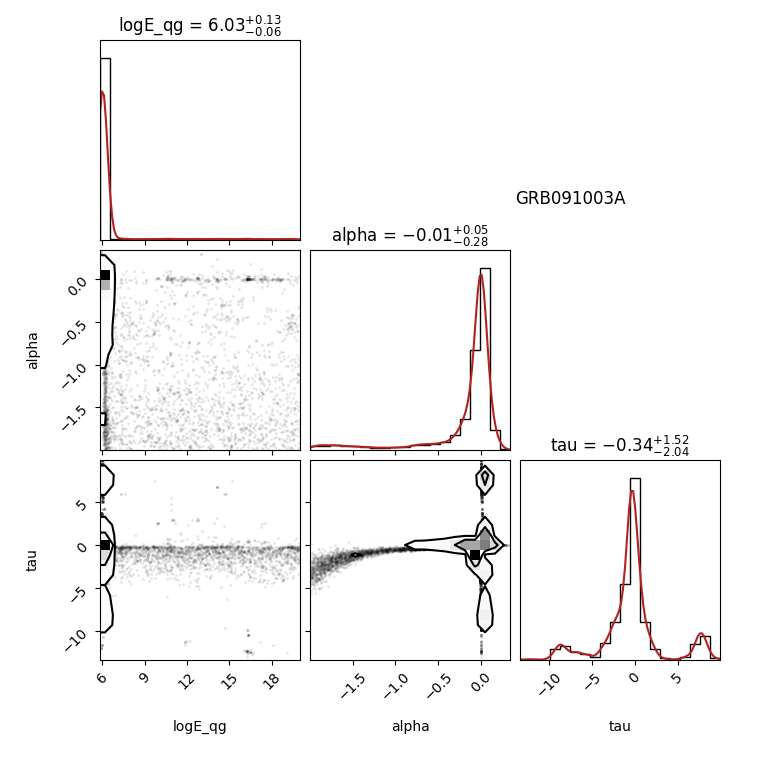 logE_qg = 6.03+0.13−0.06
GRB091003A
alpha = −0.01+0.05−0.28
0.0
−0.5
−1.0
−1.5
alpha
tau = −0.34+1.52−2.04
5
0
−5
−10
tau
6 9 12 15 18
−1.5 −1.0 −0.5 0.0
−10 −5 0 5
logE_qg alpha tau